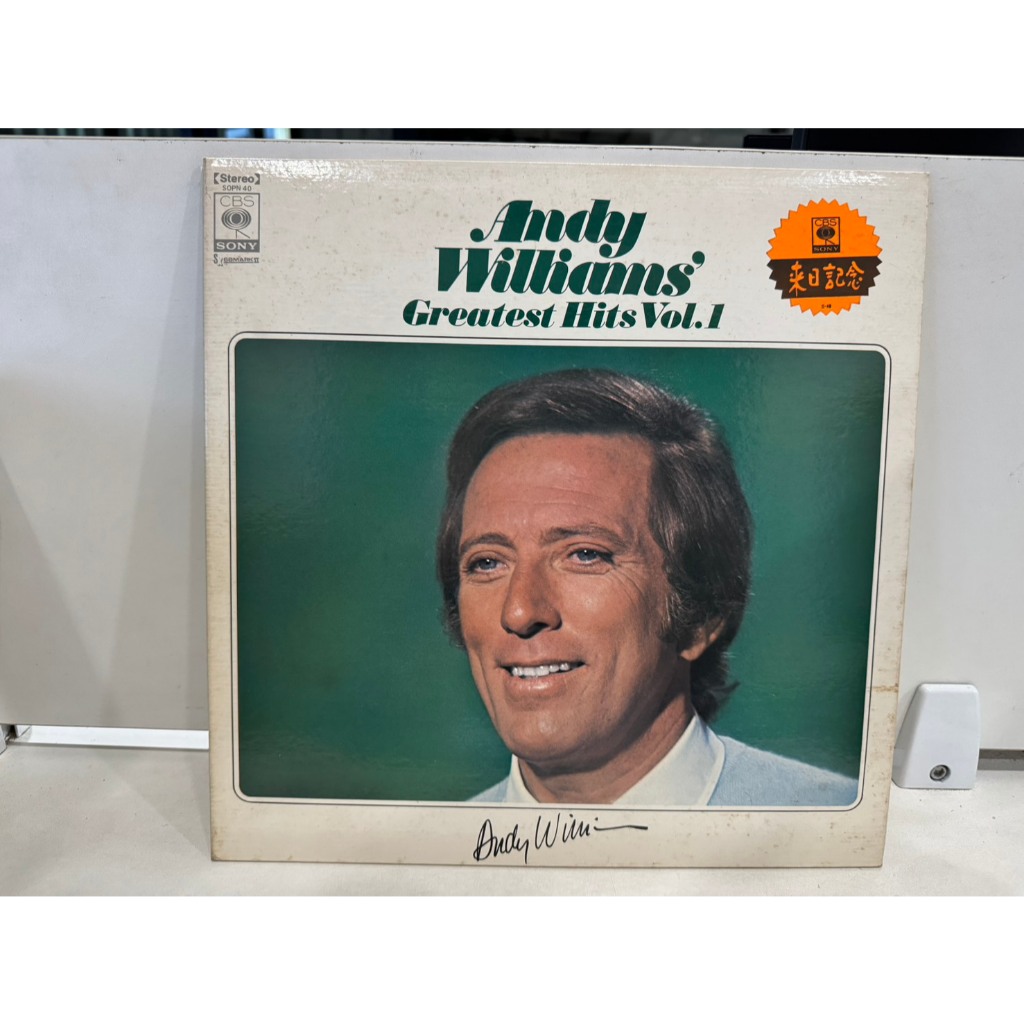 【Stereo】
SOPN 40
CBS
SONY
Andy
Williams'
Greatest Hits Vol.1
CBS
SONY
来日記念
Andy Williams